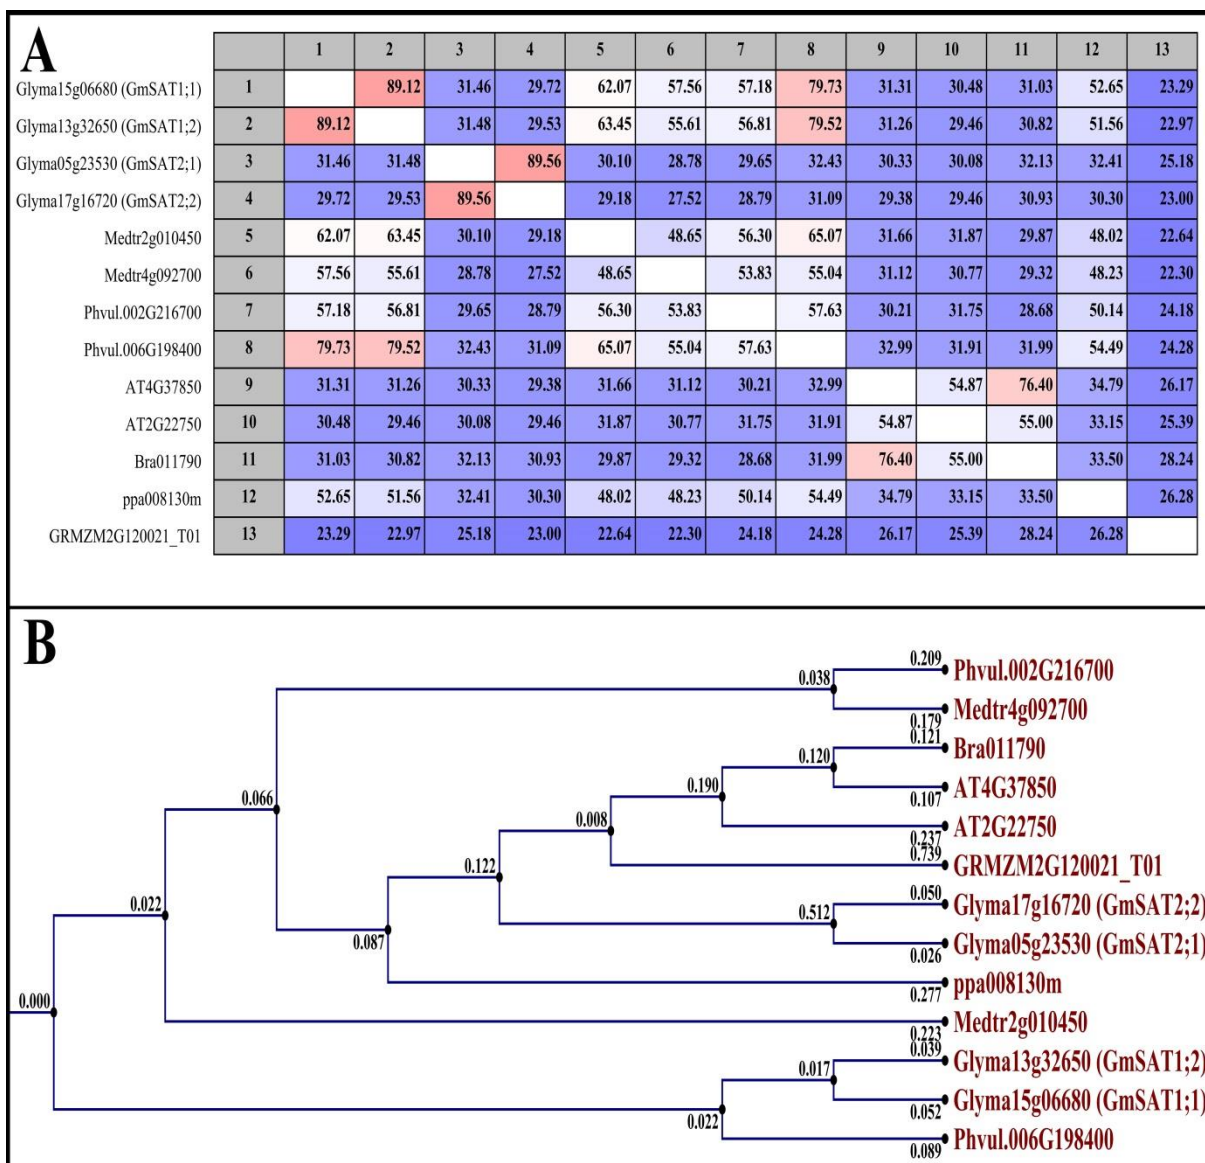 A
1 2 3 4 5 6 7 8 9 10 11 12 13
Glyma15g06680 (GmSAT1;1) 1 89.12 31.46 29.72 62.07 57.56 57.18 79.73 31.31 30.48 31.03 52.65 23.29
Glyma13g32650 (GmSAT1;2) 2 89.12 31.48 29.53 63.45 55.61 56.81 79.52 31.26 29.46 30.82 51.56 22.97
Glyma05g23530 (GmSAT2;1) 3 31.46 31.48 89.56 30.10 28.78 29.65 32.43 30.33 30.08 32.13 32.41 25.18
Glyma17g16720 (GmSAT2;2) 4 29.72 29.53 89.56 29.18 27.52 28.79 31.09 29.38 29.46 30.93 30.30 23.00
Medtr2g010450 5 62.07 63.45 30.10 29.18 48.65 56.30 65.07 31.66 31.87 29.87 48.02 22.64
Medtr4g092700 6 57.56 55.61 28.78 27.52 48.65 53.83 55.04 31.12 30.77 29.32 48.23 22.30
Phvul.002G216700 7 57.18 56.81 29.65 28.79 56.30 53.83 57.63 30.21 31.75 28.68 50.14 24.18
Phvul.006G198400 8 79.73 79.52 32.43 31.09 65.07 55.04 57.63 32.99 31.91 31.99 54.49 24.28
AT4G37850 9 31.31 31.26 30.33 29.38 31.66 31.12 30.21 32.99 54.87 76.40 34.79 26.17
AT2G22750 10 30.48 29.46 30.08 29.46 31.87 30.77 31.75 31.91 54.87 55.00 33.15 25.39
Bra011790 11 31.03 30.82 32.13 30.93 29.87 29.32 28.68 31.99 76.40 55.00 33.50 28.24
ppa008130m 12 52.65 51.56 32.41 30.30 48.02 48.23 50.14 54.49 34.79 33.15 33.50 26.28
GRMZM2G120021_T01 13 23.29 22.97 25.18 23.00 22.64 22.30 24.18 24.28 26.17 25.39 28.24 26.28
B
0.209 Phvul.002G216700
0.038
0.179 Medtr4g092700
0.121 Bra011790
0.120
0.107 AT4G37850
0.190
0.066
0.237 AT2G22750
0.008
0.739 GRMZM2G120021_T01
0.122
0.050 Glyma17g16720 (GmSAT2;2)
0.022
0.512
0.087
0.026 Glyma05g23530 (GmSAT2;1)
0.277 ppa008130m
0.000
0.223 Medtr2g010450
0.039 Glyma13g32650 (GmSAT1;2)
0.017
0.052 Glyma15g06680 (GmSAT1;1)
0.022
0.089 Phvul.006G198400